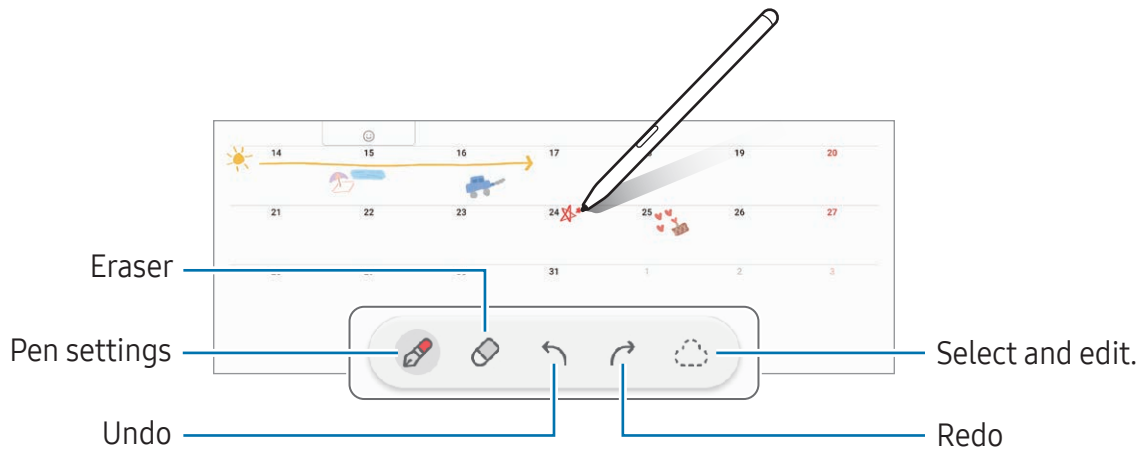 14 15 16 17 19 20
21 22 23 24 25 26 27
31 1 2 3
Eraser
Pen settings
Select and edit.
Undo
Redo